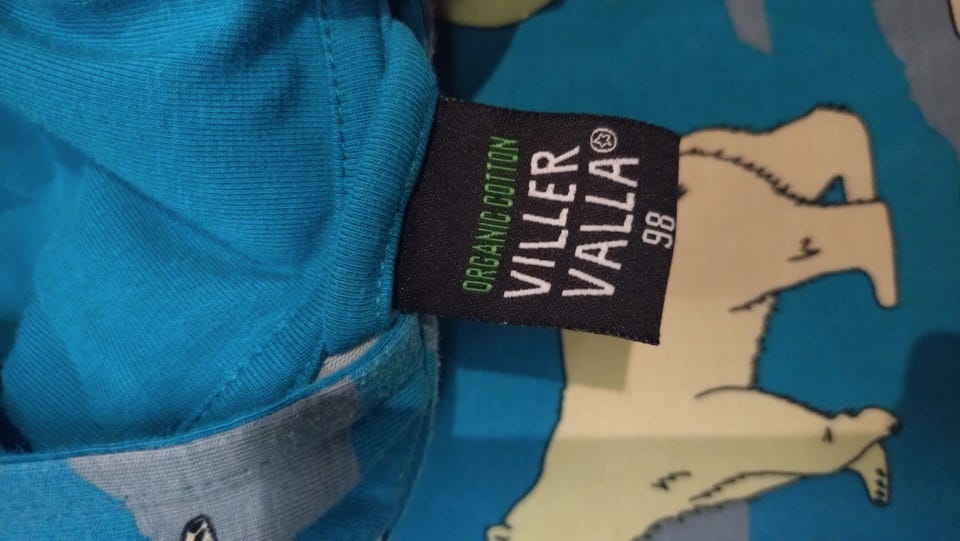 ORGANIC COTTON
VILLER
VALLA
98